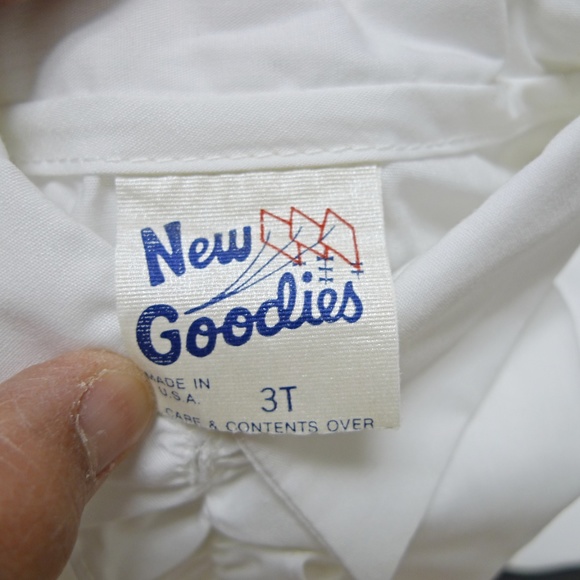 New
Goodies
MADE IN
U.S.A.
3T
CARE & CONTENTS OVER